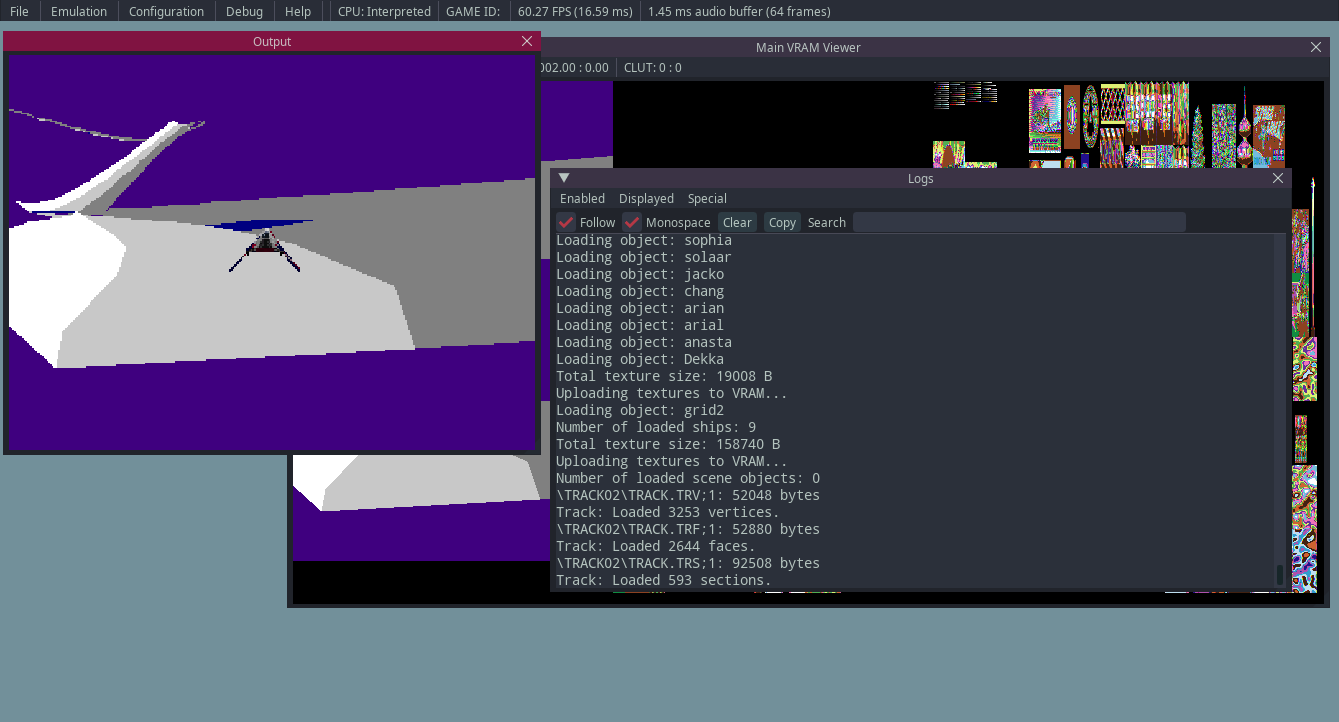 File Emulation Configuration Debug Help CPU: Interpreted GAME ID: 60.27 FPS (16.59 ms) 1.45 ms audio buffer (64 frames)
Output
Main VRAM Viewer
002.00 : 0.00 CLUT: 0 : 0
Logs
Enabled Displayed Special
Follow Monospace Clear Copy Search
Loading object: sophia
Loading object: solaar
Loading object: jacko
Loading object: chang
Loading object: arian
Loading object: arial
Loading object: anasta
Loading object: Dekka
Total texture size: 19008 B
Uploading textures to VRAM...
Loading object: grid2
Number of loaded ships: 9
Total texture size: 158740 B
Uploading textures to VRAM...
Number of loaded scene objects: 0
\TRACK02\TRACK.TRV;1: 52048 bytes
Track: Loaded 3253 vertices.
\TRACK02\TRACK.TRF;1: 52880 bytes
Track: Loaded 2644 faces.
\TRACK02\TRACK.TRS;1: 92508 bytes
Track: Loaded 593 sections.